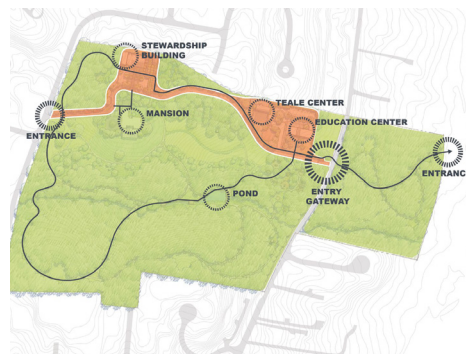 STEWARDSHIP
BUILDING
TEALE CENTER
MANSION
EDUCATION CENTER
ENTRANCE
ENTRANC
ENTRY
GATEWAY
POND